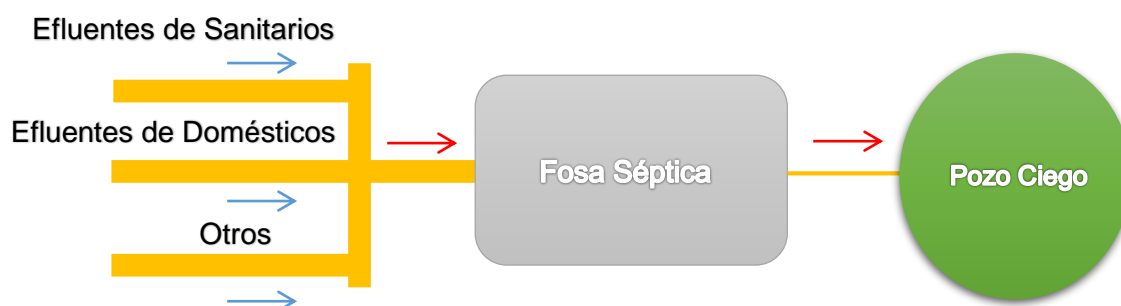 Efluentes de Sanitarios
Efluentes de Domésticos
Otros
Fosa Séptica
Pozo Ciego